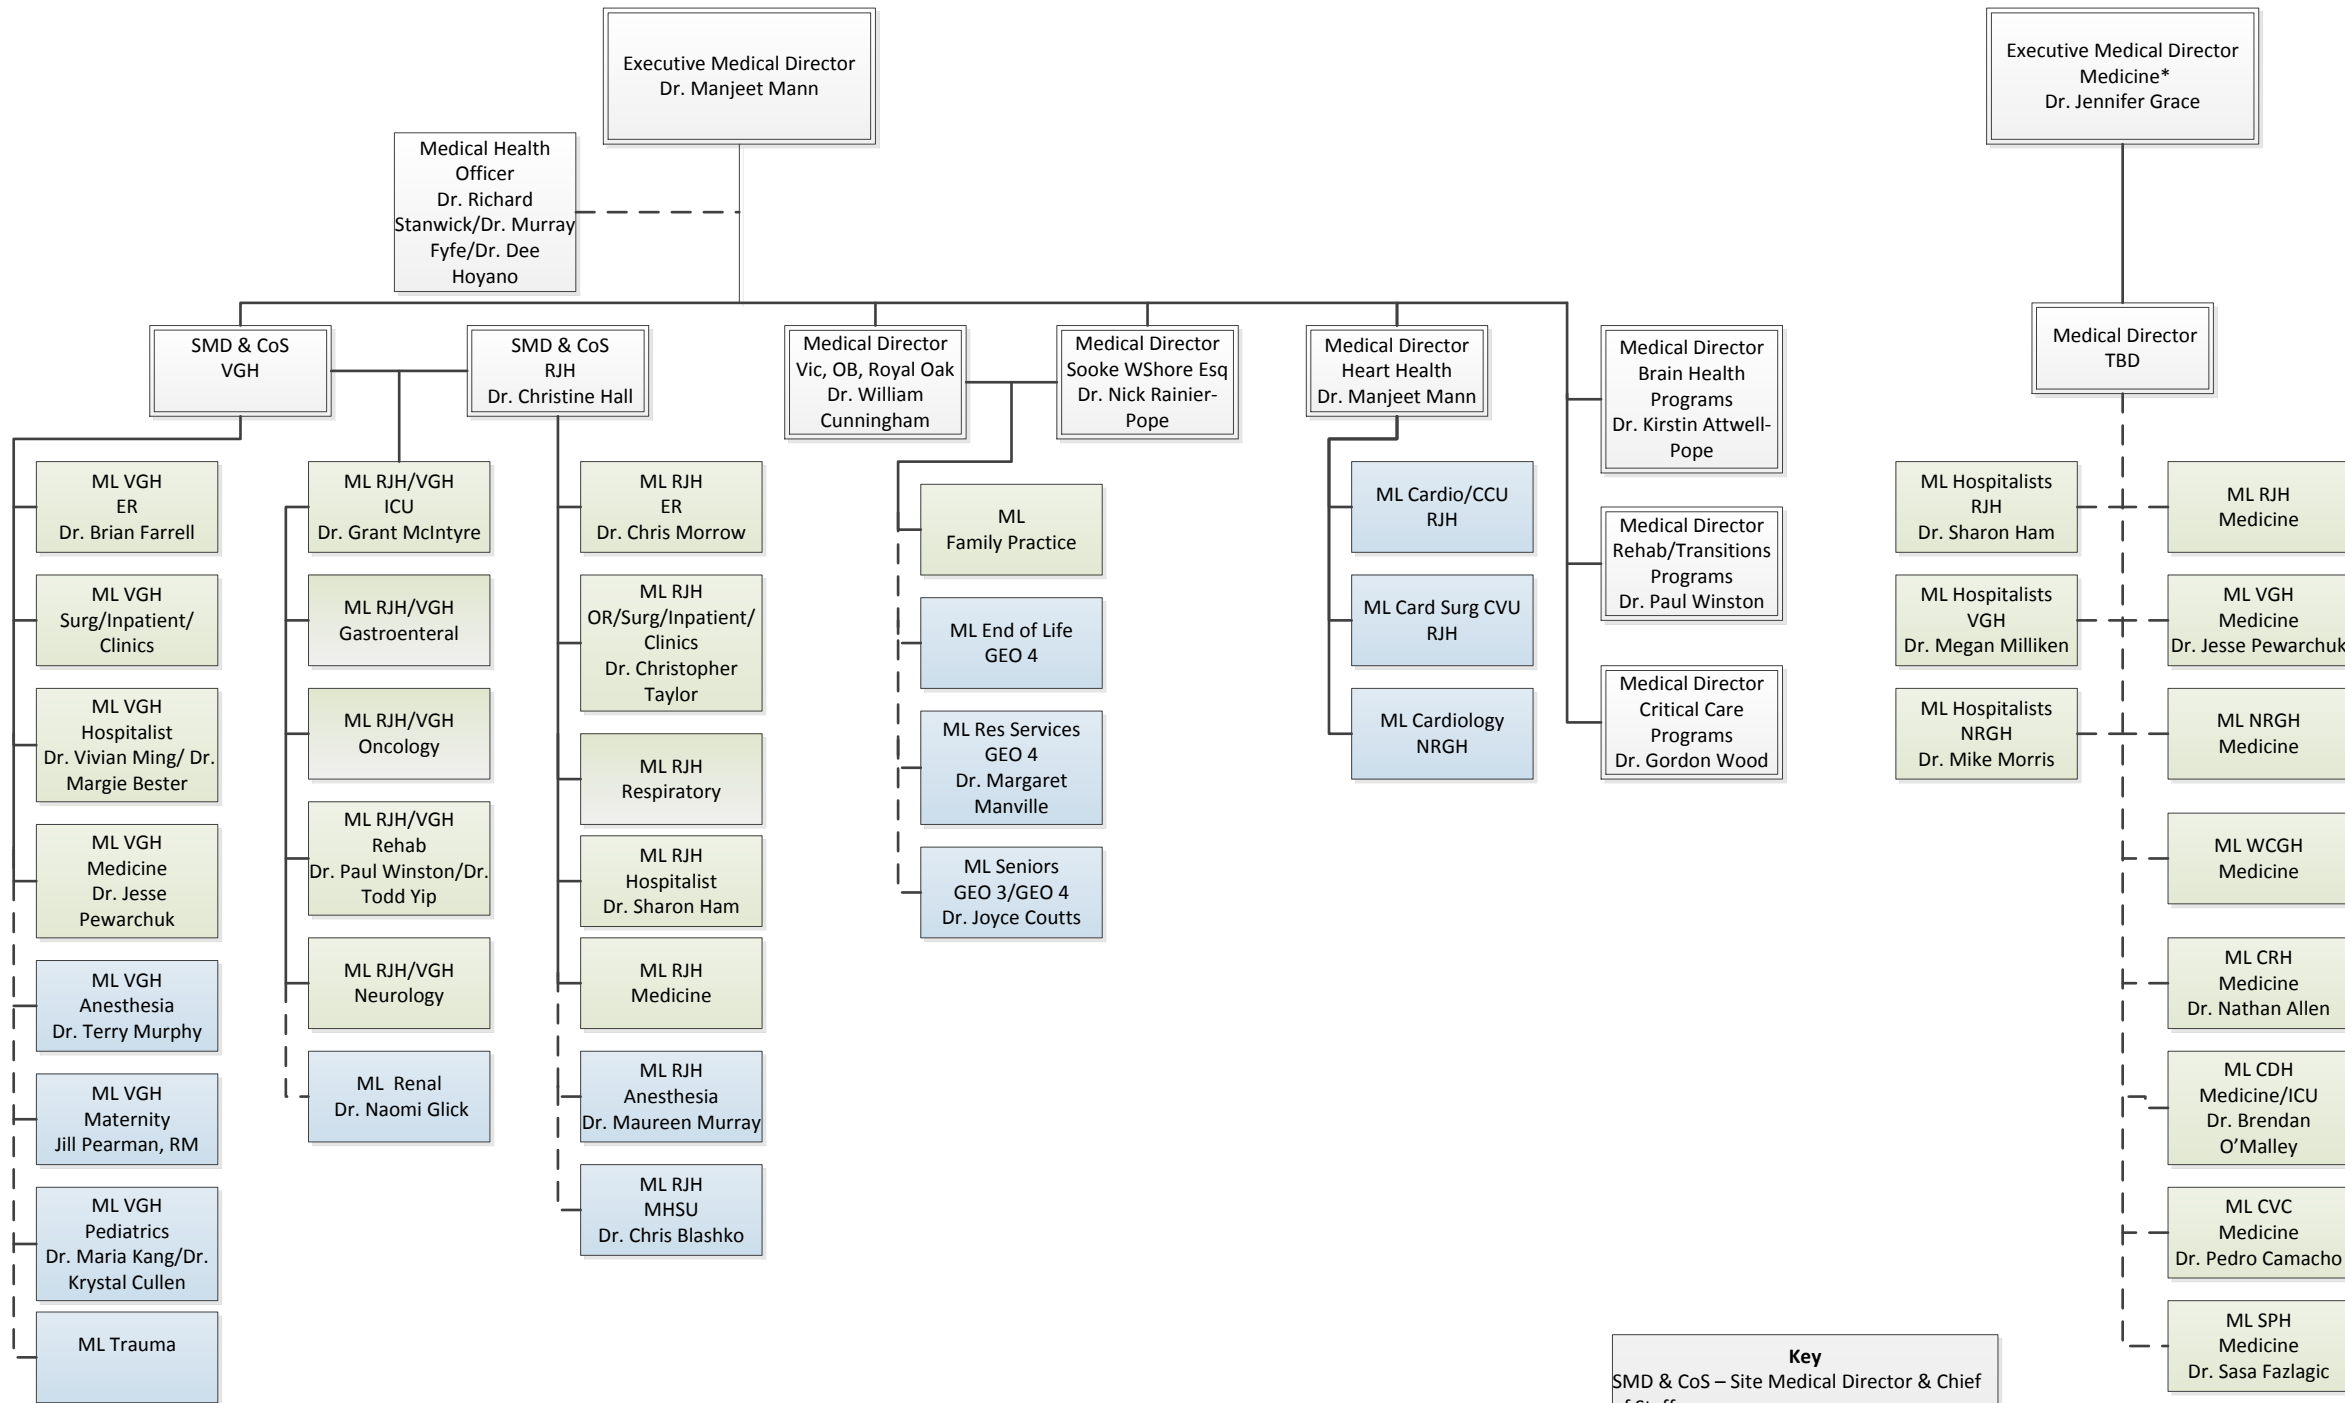 Executive Medical Director
Dr. Manjeet Mann
Executive Medical Director
Medicine*
Dr. Jennifer Grace
Medical Health
Officer
Dr. Richard
Stanwick/Dr. Murray
Fyfe/Dr. Dee
Hoyano
SMD & CoS
VGH
SMD & CoS
RJH
Dr. Christine Hall
Medical Director
Vic, OB, Royal Oak
Dr. William
Cunningham
Medical Director
Sooke WShore Esq
Dr. Nick Rainier-
Pope
Medical Director
Heart Health
Dr. Manjeet Mann
Medical Director
Brain Health
Programs
Dr. Kirstin Attwell-
Pope
Medical Director
TBD
ML VGH
ER
Dr. Brian Farrell
ML VGH
Surg/Inpatient/
Clinics
ML VGH
Hospitalist
Dr. Vivian Ming/ Dr.
Margie Bester
ML VGH
Medicine
Dr. Jesse
Pewarchuk
ML VGH
Anesthesia
Dr. Terry Murphy
ML VGH
Maternity
Jill Pearman, RM
ML VGH
Pediatrics
Dr. Maria Kang/Dr.
Krystal Cullen
ML Trauma
ML RJH/VGH
ICU
Dr. Grant McIntyre
ML RJH/VGH
Gastroenteral
ML RJH/VGH
Oncology
ML RJH/VGH
Rehab
Dr. Paul Winston/Dr.
Todd Yip
ML RJH/VGH
Neurology
ML Renal
Dr. Naomi Glick
ML RJH
ER
Dr. Chris Morrow
ML RJH
OR/Surg/Inpatient/
Clinics
Dr. Christopher
Taylor
ML RJH
Respiratory
ML RJH
Hospitalist
Dr. Sharon Ham
ML RJH
Medicine
ML RJH
Anesthesia
Dr. Maureen Murray
ML RJH
MHSU
Dr. Chris Blashko
ML
Family Practice
ML End of Life
GEO 4
ML Res Services
GEO 4
Dr. Margaret
Manville
ML Seniors
GEO 3/GEO 4
Dr. Joyce Coutts
ML Cardio/CCU
RJH
ML Card Surg CVU
RJH
ML Cardiology
NRGH
Medical Director
Rehab/Transitions
Programs
Dr. Paul Winston
Medical Director
Critical Care
Programs
Dr. Gordon Wood
ML Hospitalists
RJH
Dr. Sharon Ham
ML Hospitalists
VGH
Dr. Megan Milliken
ML Hospitalists
NRGH
Dr. Mike Morris
ML RJH
Medicine
ML VGH
Medicine
Dr. Jesse Pewarchuk
ML NRGH
Medicine
ML WCGH
Medicine
ML CRH
Medicine
Dr. Nathan Allen
ML CDH
Medicine/ICU
Dr. Brendan
O’Malley
ML CVC
Medicine
Dr. Pedro Camacho
ML SPH
Medicine
Dr. Sasa Fazlagic
Key
SMD & CoS – Site Medical Director & Chief